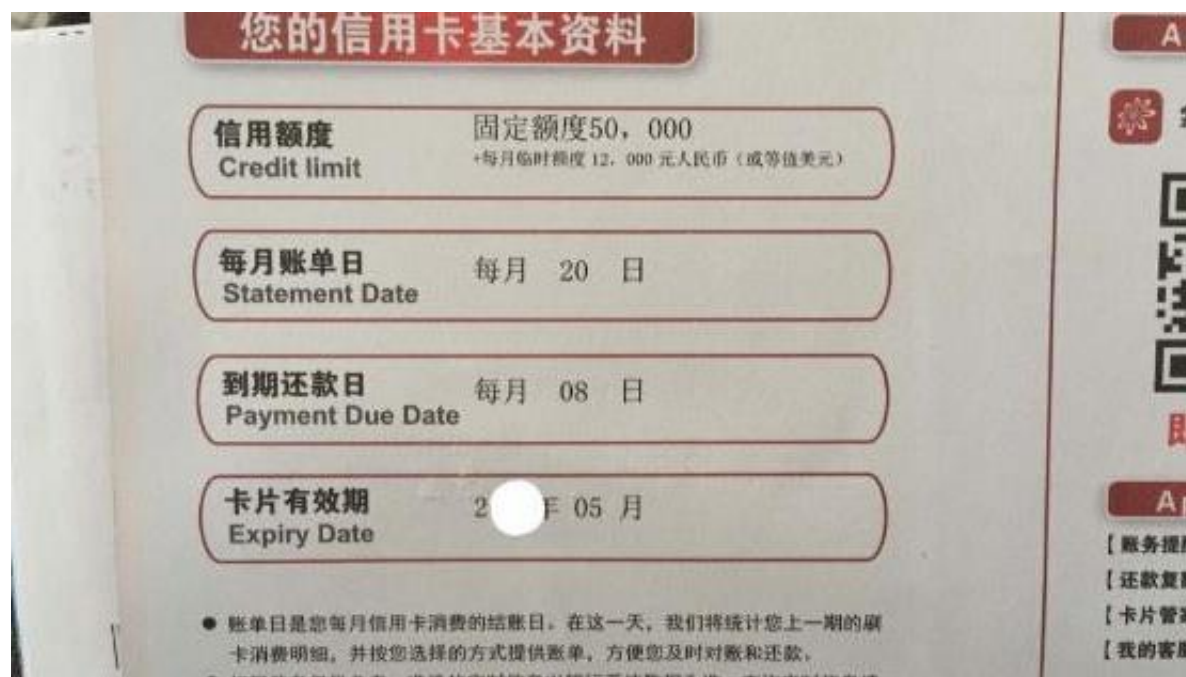 您的信用卡基本资料
信用额度
Credit limit
固定额度50，000
+每月临时额度 12，000 元人民币（或等值美元）
每月账单日
Statement Date
每月 20 日
到期还款日
Payment Due Date
每月 08 日
卡片有效期
Expiry Date
2 年 05 月
● 账单日是您每月信用卡消费的结账日。在这一天，我们将统计您上一期的刷
卡消费明细，并按您选择的方式提供账单，方便您及时对账和还款。
A
A
【账务提
【还款复
【卡片管
【我的客服